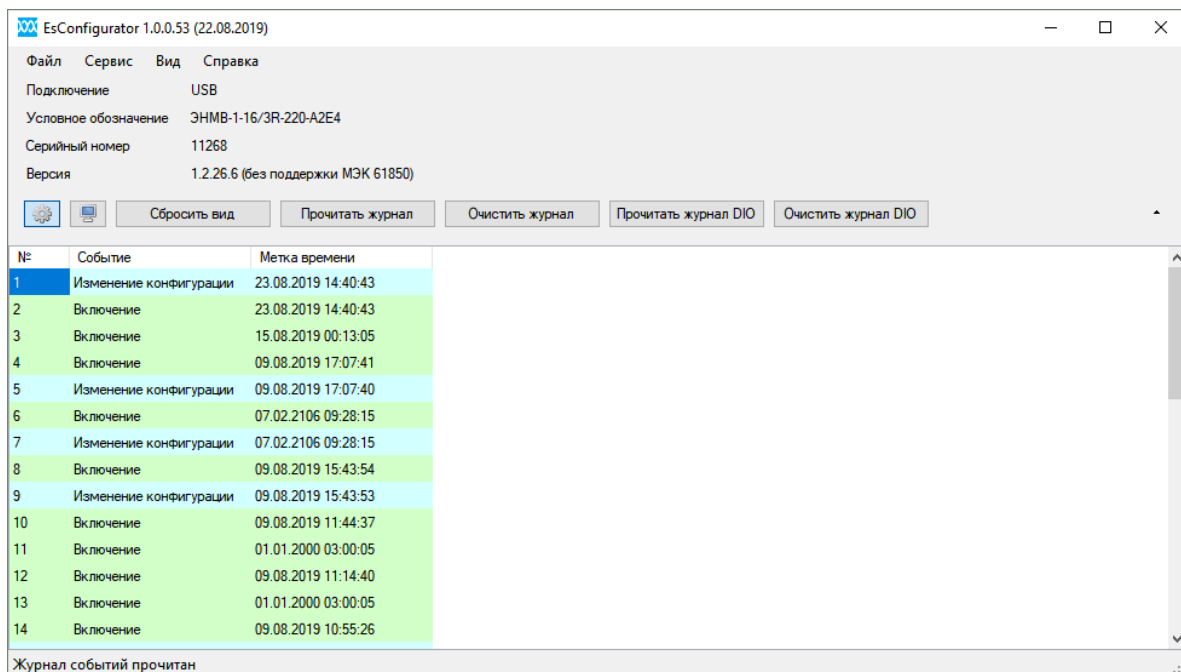 EsConfigurator 1.0.0.53 (22.08.2019)
Файл Сервис Вид Справка
Подключение USB
Условное обозначение ЭНМВ-1-16/3R-220-A2E4
Серийный номер 11268
Версия 1.2.26.6 (без поддержки МЭК 61850)
Сбросить вид Прочитать журнал Очистить журнал Прочитать журнал DIO Очистить журнал DIO
№ Событие Метка времени
1 Изменение конфигурации 23.08.2019 14:40:43
2 Включение 23.08.2019 14:40:43
3 Включение 15.08.2019 00:13:05
4 Включение 09.08.2019 17:07:41
5 Изменение конфигурации 09.08.2019 17:07:40
6 Включение 07.02.2106 09:28:15
7 Изменение конфигурации 07.02.2106 09:28:15
8 Включение 09.08.2019 15:43:54
9 Изменение конфигурации 09.08.2019 15:43:53
10 Включение 09.08.2019 11:44:37
11 Включение 01.01.2000 03:00:05
12 Включение 09.08.2019 11:14:40
13 Включение 01.01.2000 03:00:05
14 Включение 09.08.2019 10:55:26
Журнал событий прочитан